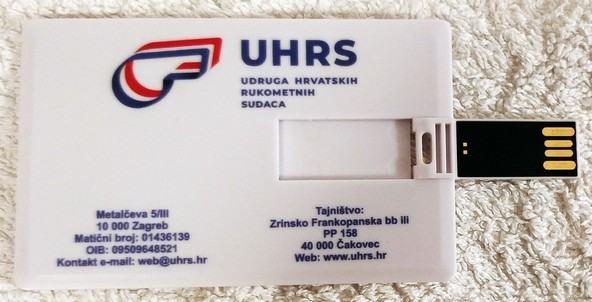 UHRS
UDRUGA HRVATSKIH
RUKOMETNIH
SUDACA
Metalčeva 5/III
10 000 Zagreb
Matični broj: 01436139
OIB: 09509648521
Kontakt e-mail: web@uhrs.hr
Tajništvo:
Zrinsko Frankopanska bb ili
PP 158
40 000 Čakovec
Web: www.uhrs.hr